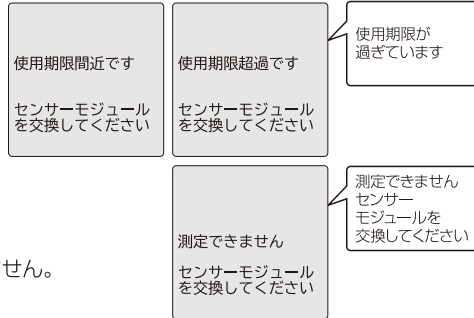 使用期限間近です
センサーモジュール
を交換してください
使用期限超過です
センサーモジュール
を交換してください
使用期限が
過ぎています
測定できません
センサーモジュール
を交換してください
測定できません
センサー
モジュールを
交換してください
せん。